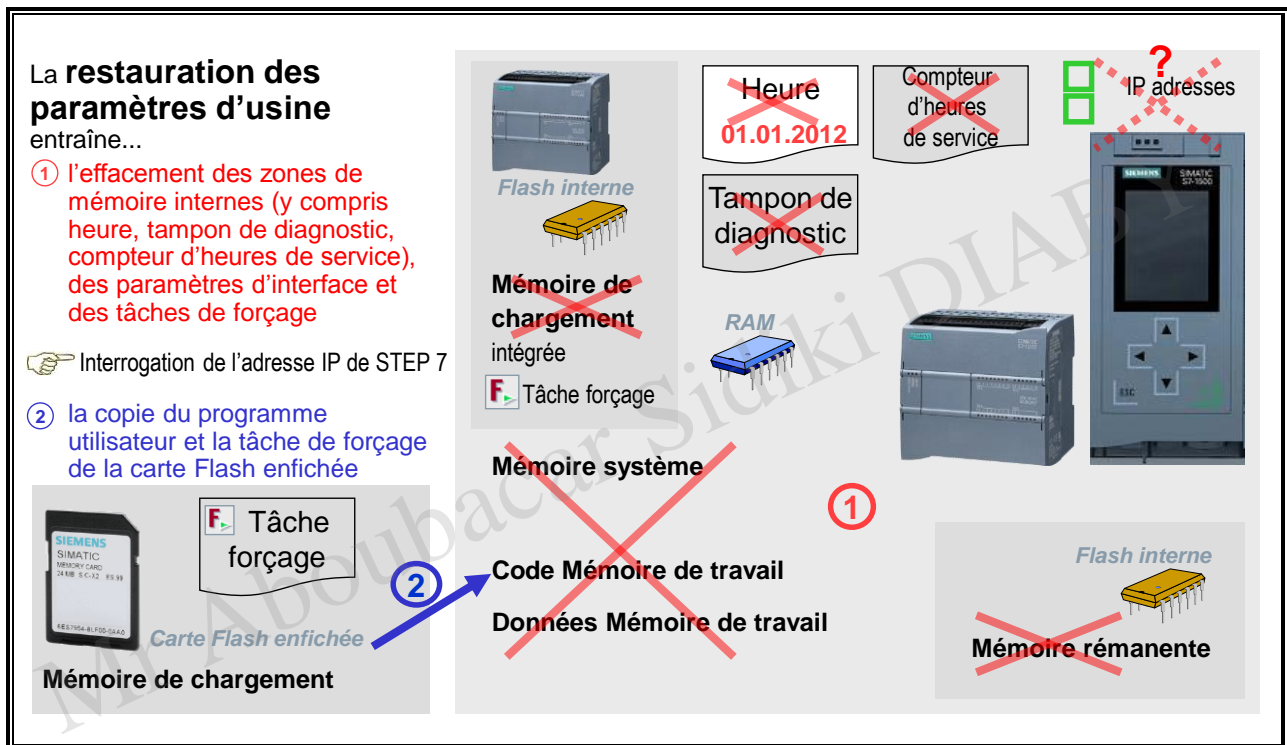 La restauration des
paramètres d'usine
entraîne...
1 l'effacement des zones de
mémoire internes (y compris
heure, tampon de diagnostic,
compteur d'heures de service),
des paramètres d'interface et
des tâches de forçage
Interrogation de l'adresse IP de STEP 7
2 la copie du programme
utilisateur et la tâche de forçage
de la carte Flash enfichée
SIEMENS
SIMATIC
MEMORY CARD
24 MB
F Tâche
forçage
Carte Flash enfichée
Mémoire de chargement
2
Flash interne
Mémoire de
chargement
intégrée
F Tâche forçage
Heure
01.01.2012
Compteur
d'heures
de service
?
IP adresses
Tampon de
diagnostic
RAM
SIEMENS
SIMATIC
S7-1500
ESC
Mémoire système
Code Mémoire de travail
Données Mémoire de travail
1
Flash interne
Mémoire rémanente
Mr Aboubacar Sidiki DIABY